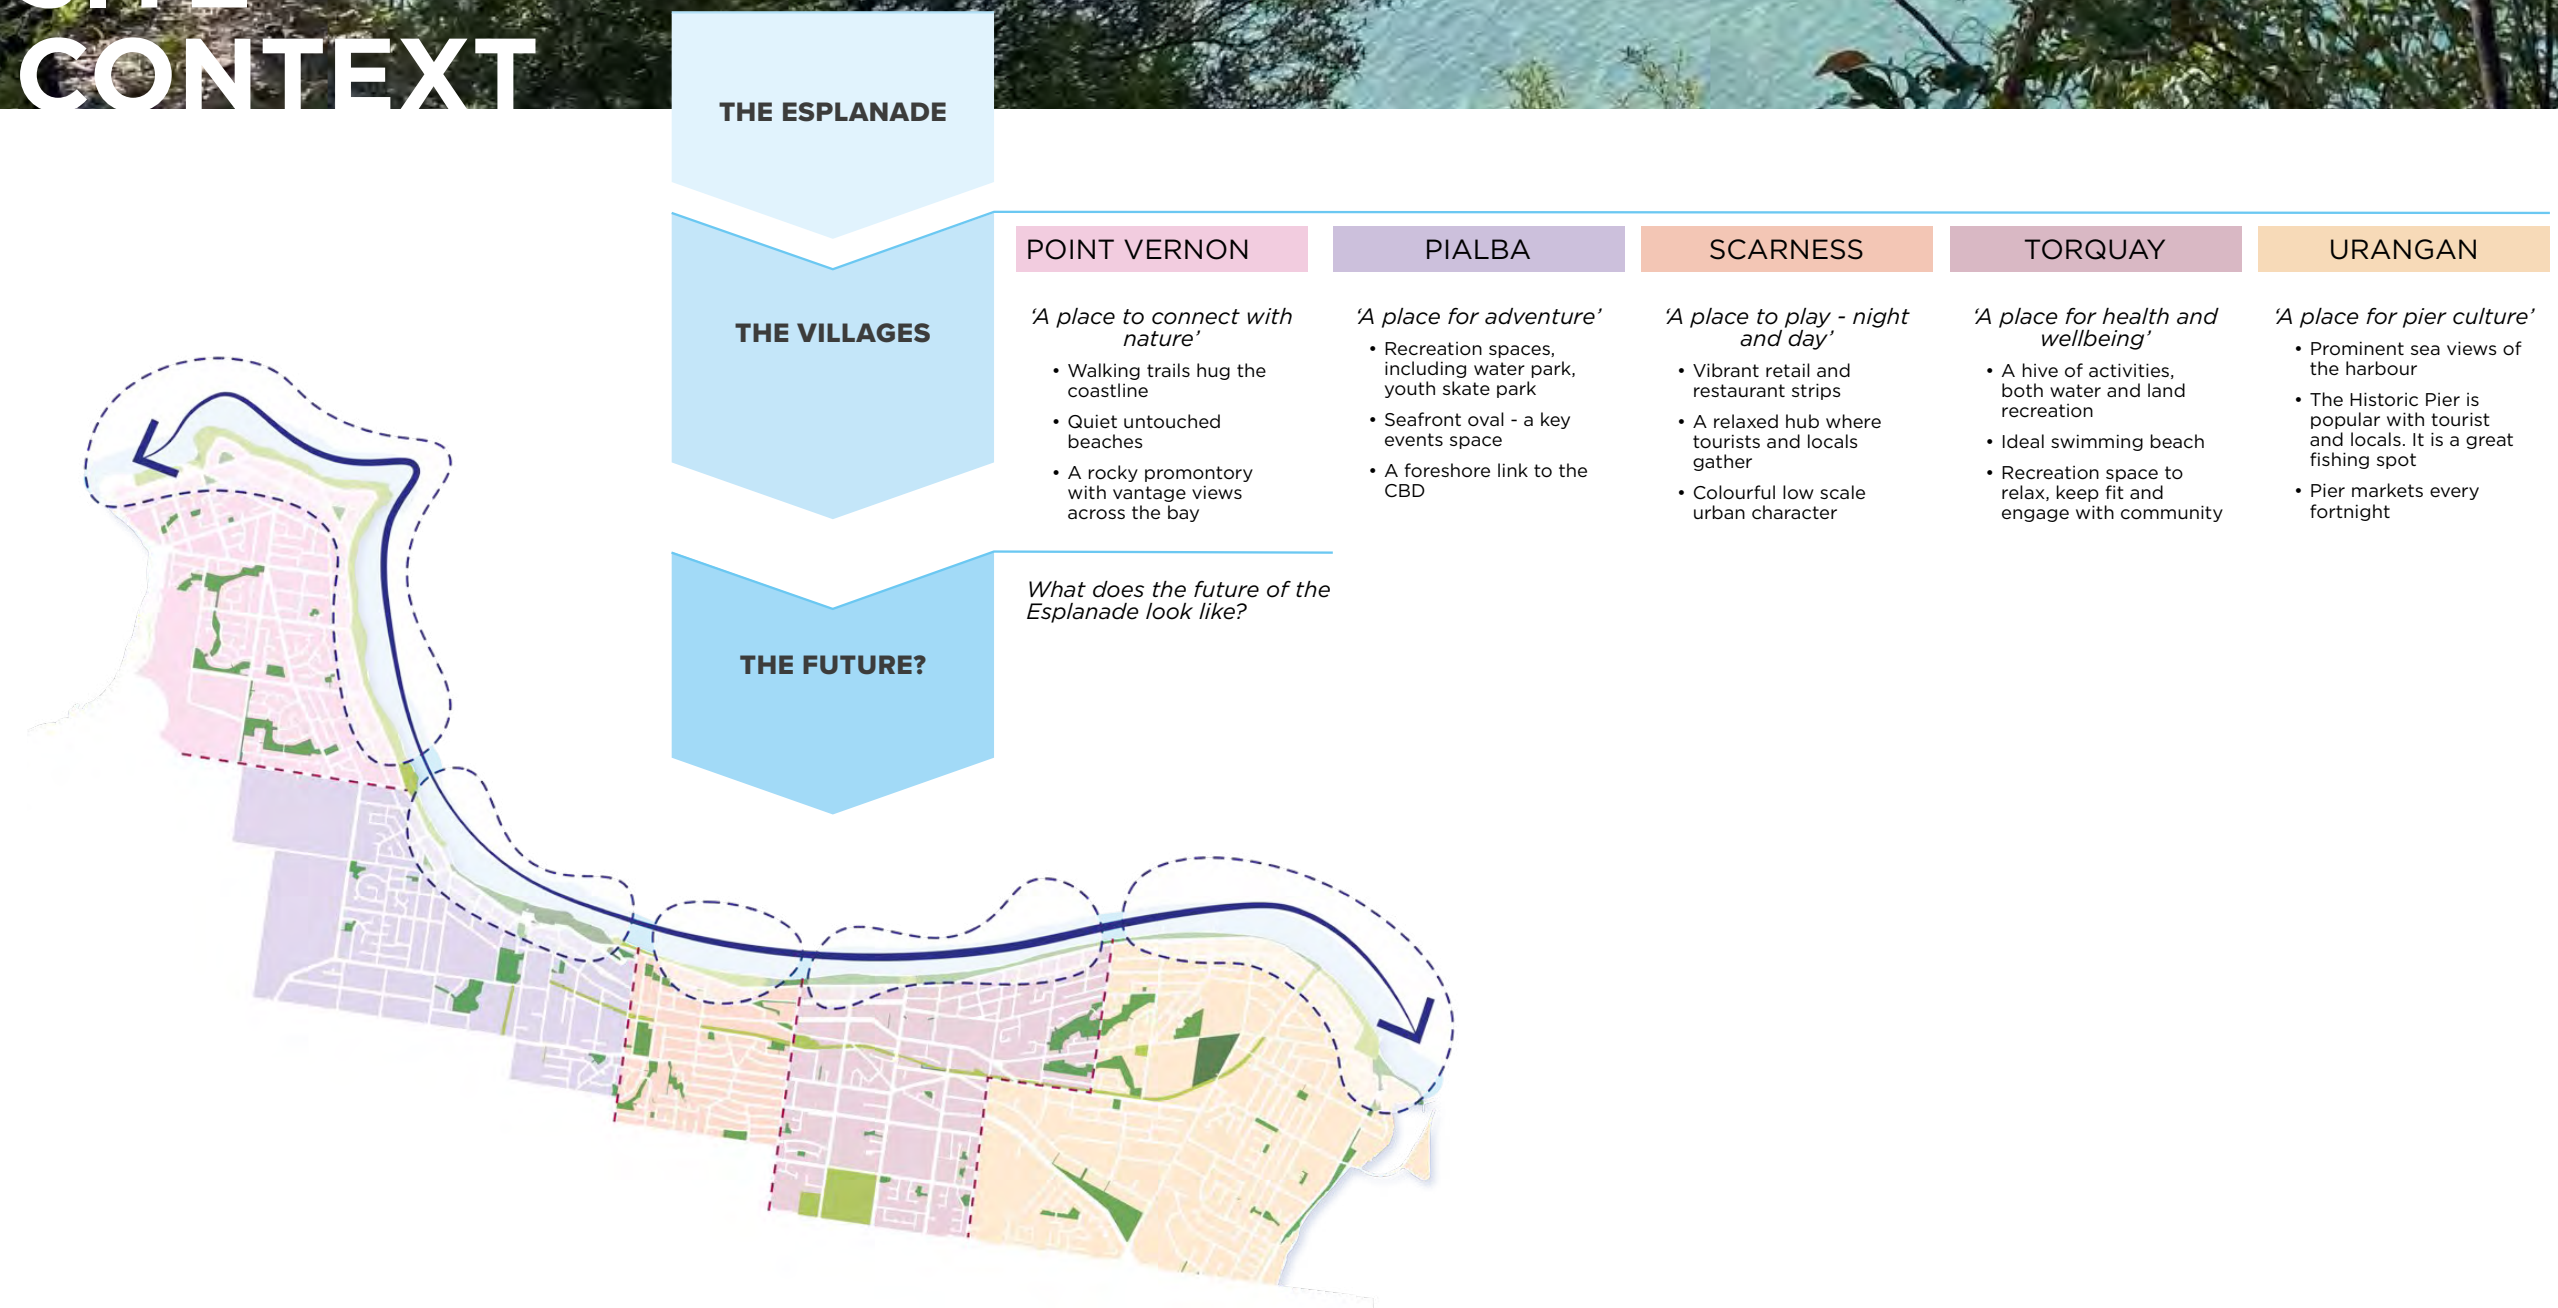 CONTEXT
THE ESPLANADE
THE VILLAGES
POINT VERNON
'A place to connect with
nature'
• Walking trails hug the
coastline
• Quiet untouched
beaches
• A rocky promontory
with vantage views
across the bay
PIALBA
'A place for adventure'
• Recreation spaces,
including water park,
youth skate park
• Seafront oval - a key
events space
• A foreshore link to the
CBD
SCARNESS
'A place to play - night
and day'
• Vibrant retail and
restaurant strips
• A relaxed hub where
tourists and locals
gather
• Colourful low scale
urban character
TORQUAY
'A place for health and
wellbeing'
• A hive of activities,
both water and land
recreation
• Ideal swimming beach
• Recreation space to
relax, keep fit and
engage with community
URANGAN
'A place for pier culture'
• Prominent sea views of
the harbour
• The Historic Pier is
popular with tourist
and locals. It is a great
fishing spot
• Pier markets every
fortnight
THE FUTURE?
What does the future of the
Esplanade look like?